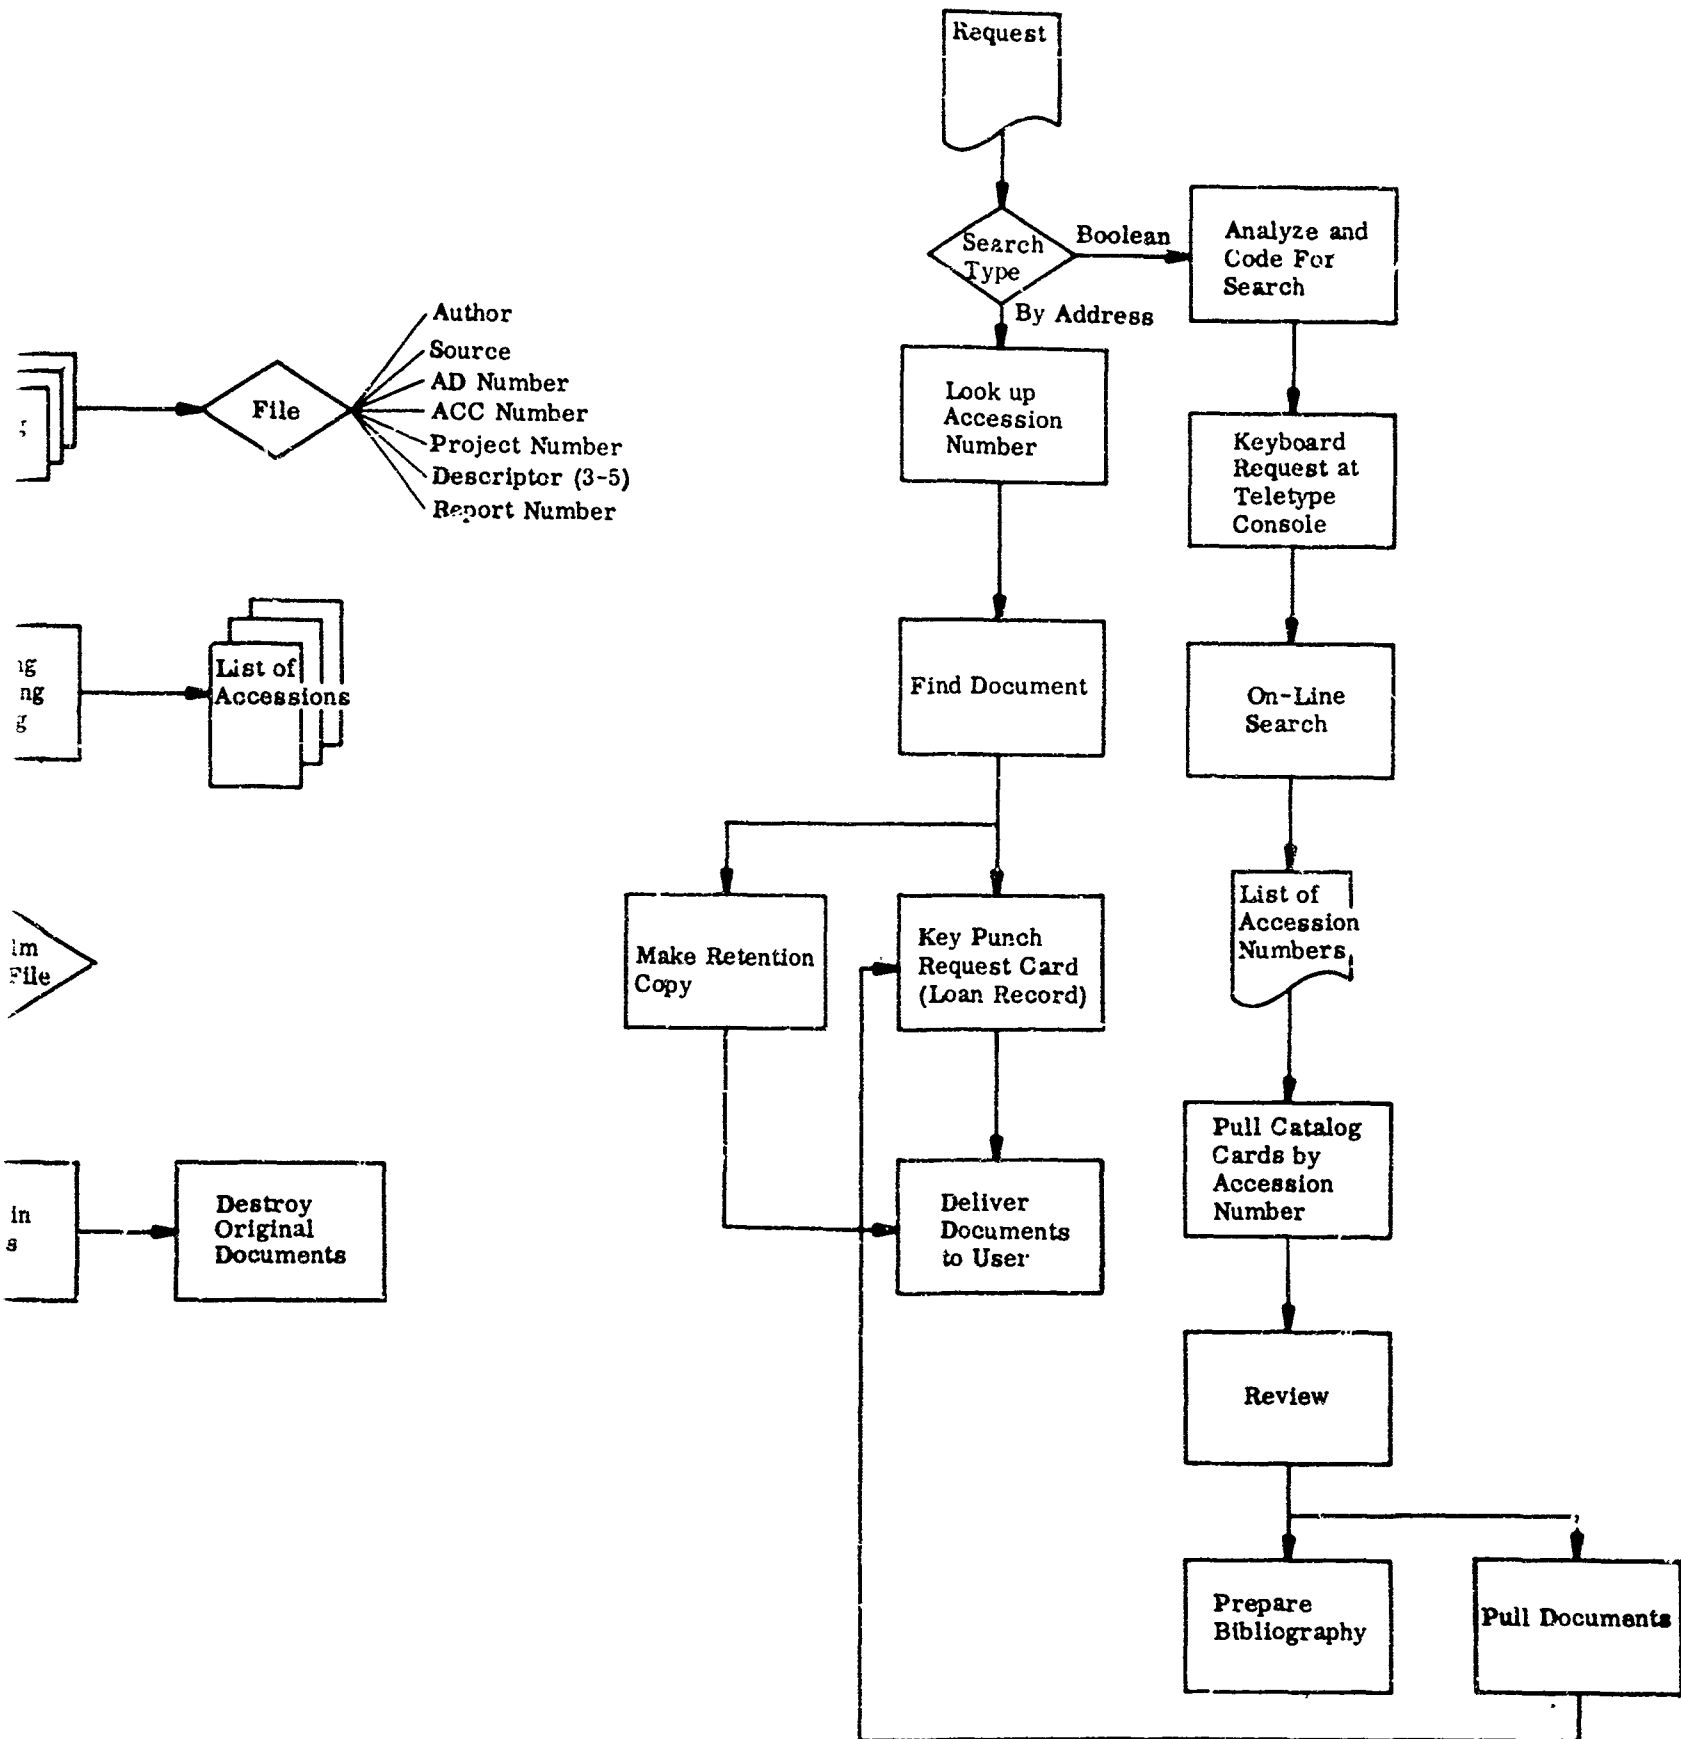 Request
Search
Type
Boolean
By Address
Analyze and
Code For
Search
Look up
Accession
Number
Keyboard
Request at
Teletype
Console
File
Author
Source
AD Number
ACC Number
Project Number
Descriptor (3-5)
Report Number
ng
g
List of
Accessions
Find Document
On-Line
Search
File
Make Retention
Copy
Key Punch
Request Card
(Loan Record)
List of
Accession
Numbers
in
s
Destroy
Original
Documents
Deliver
Documents
to User
Pull Catalog
Cards by
Accession
Number
Review
Prepare
Bibliography
Pull Documents